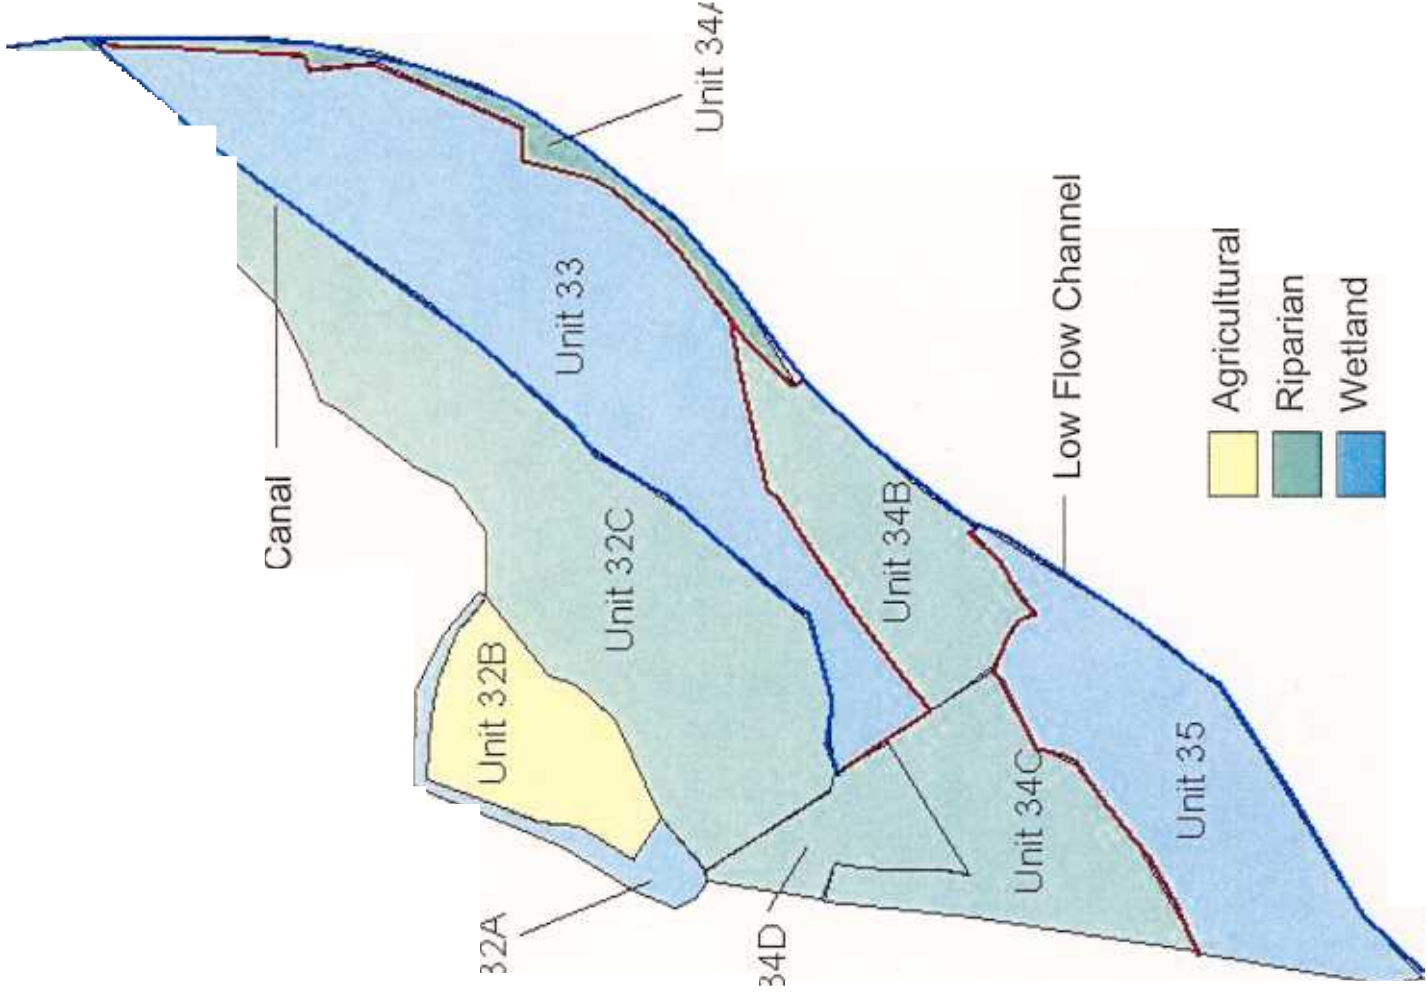 Unit 34A
Canal
Unit 33
Unit 32C
Unit 32B
32A
34D
Unit 34B
Unit 34C
Unit 35
Low Flow Channel
Agricultural
Riparian
Wetland